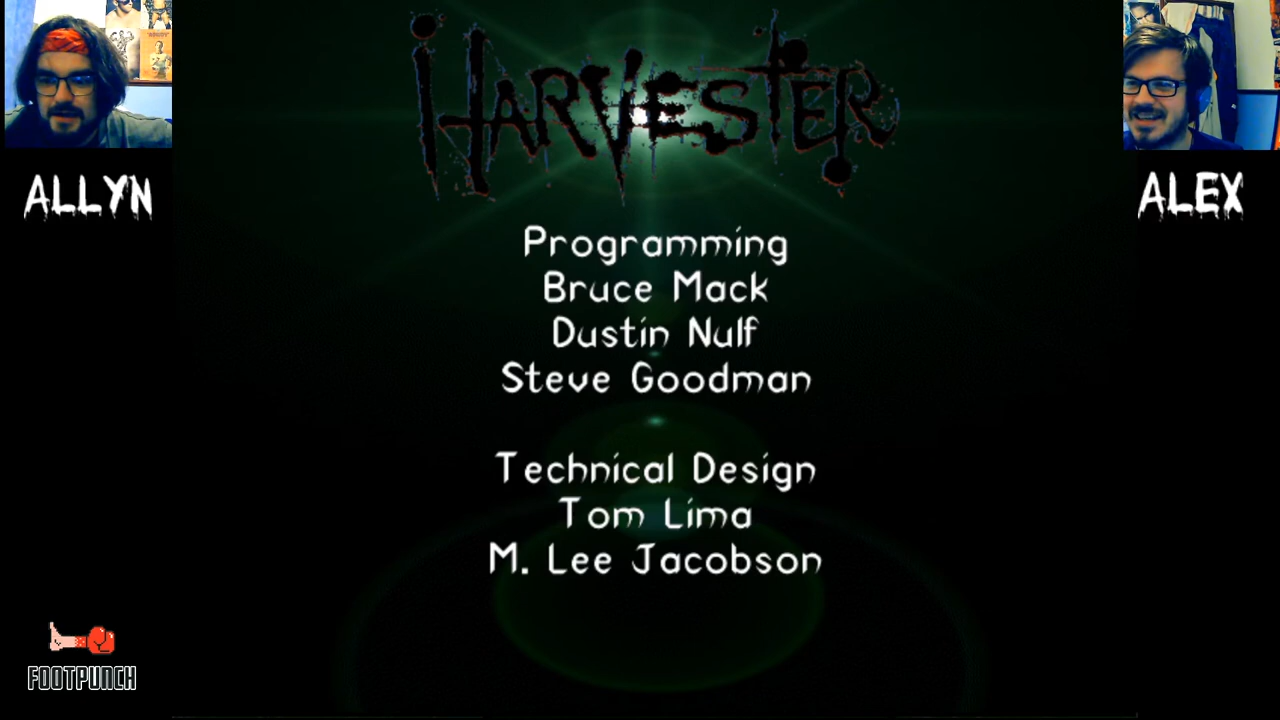 HARVESTER
ALLYN
ALEX
Programming
Bruce Mack
Dustin Nulf
Steve Goodman
Technical Design
Tom Lima
M. Lee Jacobson
FOOTPUNCH